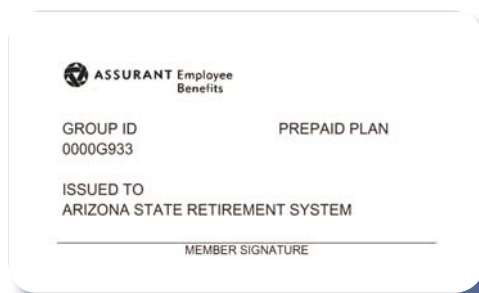 ASSURANT Employee
Benefits
GROUP ID PREPAID PLAN
0000G933
ISSUED TO
ARIZONA STATE RETIREMENT SYSTEM
MEMBER SIGNATURE